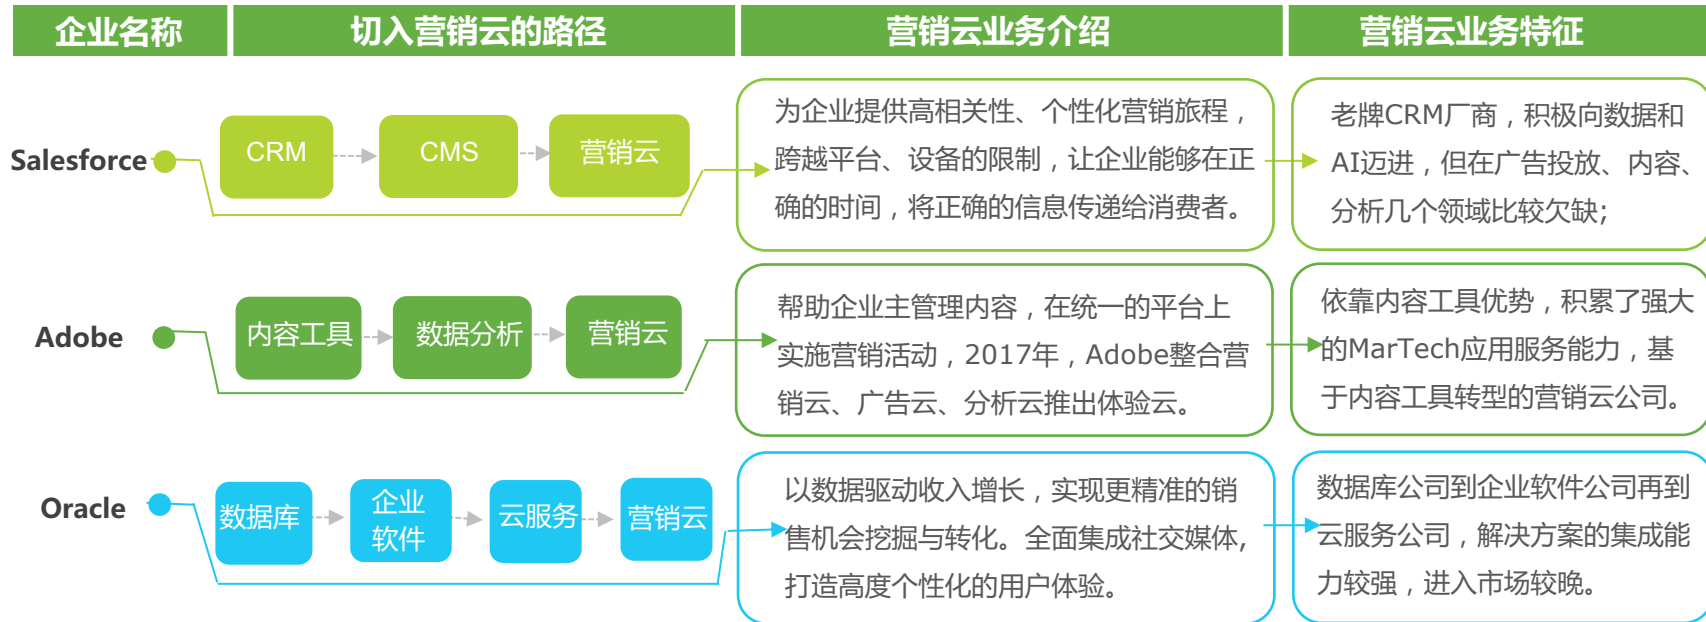 企业名称
切入营销云的路径
营销云业务介绍
营销云业务特征
Salesforce
CRM
CMS
营销云
为企业提供高相关性、个性化营销旅程，
跨越平台、设备的限制，让企业能够在正
确的时间，将正确的信息传递给消费者。
老牌CRM厂商，积极向数据和
AI迈进，但在广告投放、内容、
分析几个领域比较欠缺;
Adobe
内容工具
数据分析
营销云
帮助企业主管理内容，在统一的平台上
实施营销活动，2017年，Adobe整合营
销云、广告云、分析云推出体验云。
依靠内容工具优势，积累了强大
的MarTech应用服务能力，基
于内容工具转型的营销云公司。
Oracle
数据库
企业
软件
云服务
营销云
以数据驱动收入增长，实现更精准的销
售机会挖掘与转化。全面集成社交媒体,
打造高度个性化的用户体验。
数据库公司到企业软件公司再到
云服务公司，解决方案的集成能
力较强，进入市场较晚。